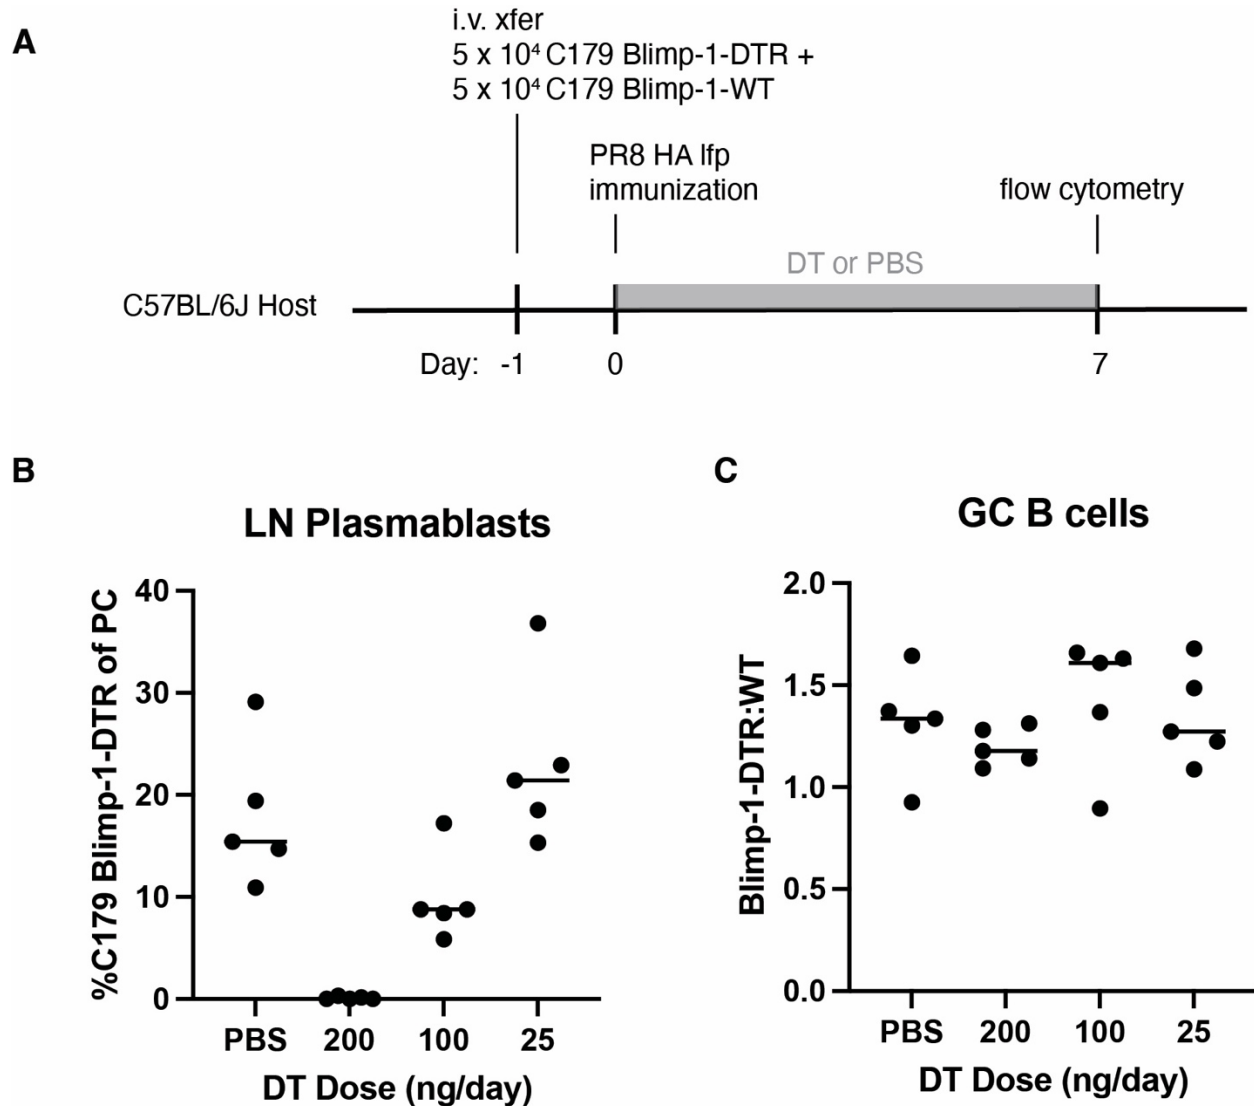 A
i.v. xfer
5 x 10⁴ C179 Blimp-1-DTR +
5 x 10⁴ C179 Blimp-1-WT
PR8 HA Ifp
immunization
flow cytometry
DT or PBS
C57BL/6J Host
Day: -1 0 7
B
LN Plasmablasts
%C179 Blimp-1-DTR of PC
40
30
20
10
0
PBS 200 100 25
DT Dose (ng/day)
C
GC B cells
Blimp-1-DTR:WT
2.0
1.5
1.0
0.5
0.0
PBS 200 100 25
DT Dose (ng/day)